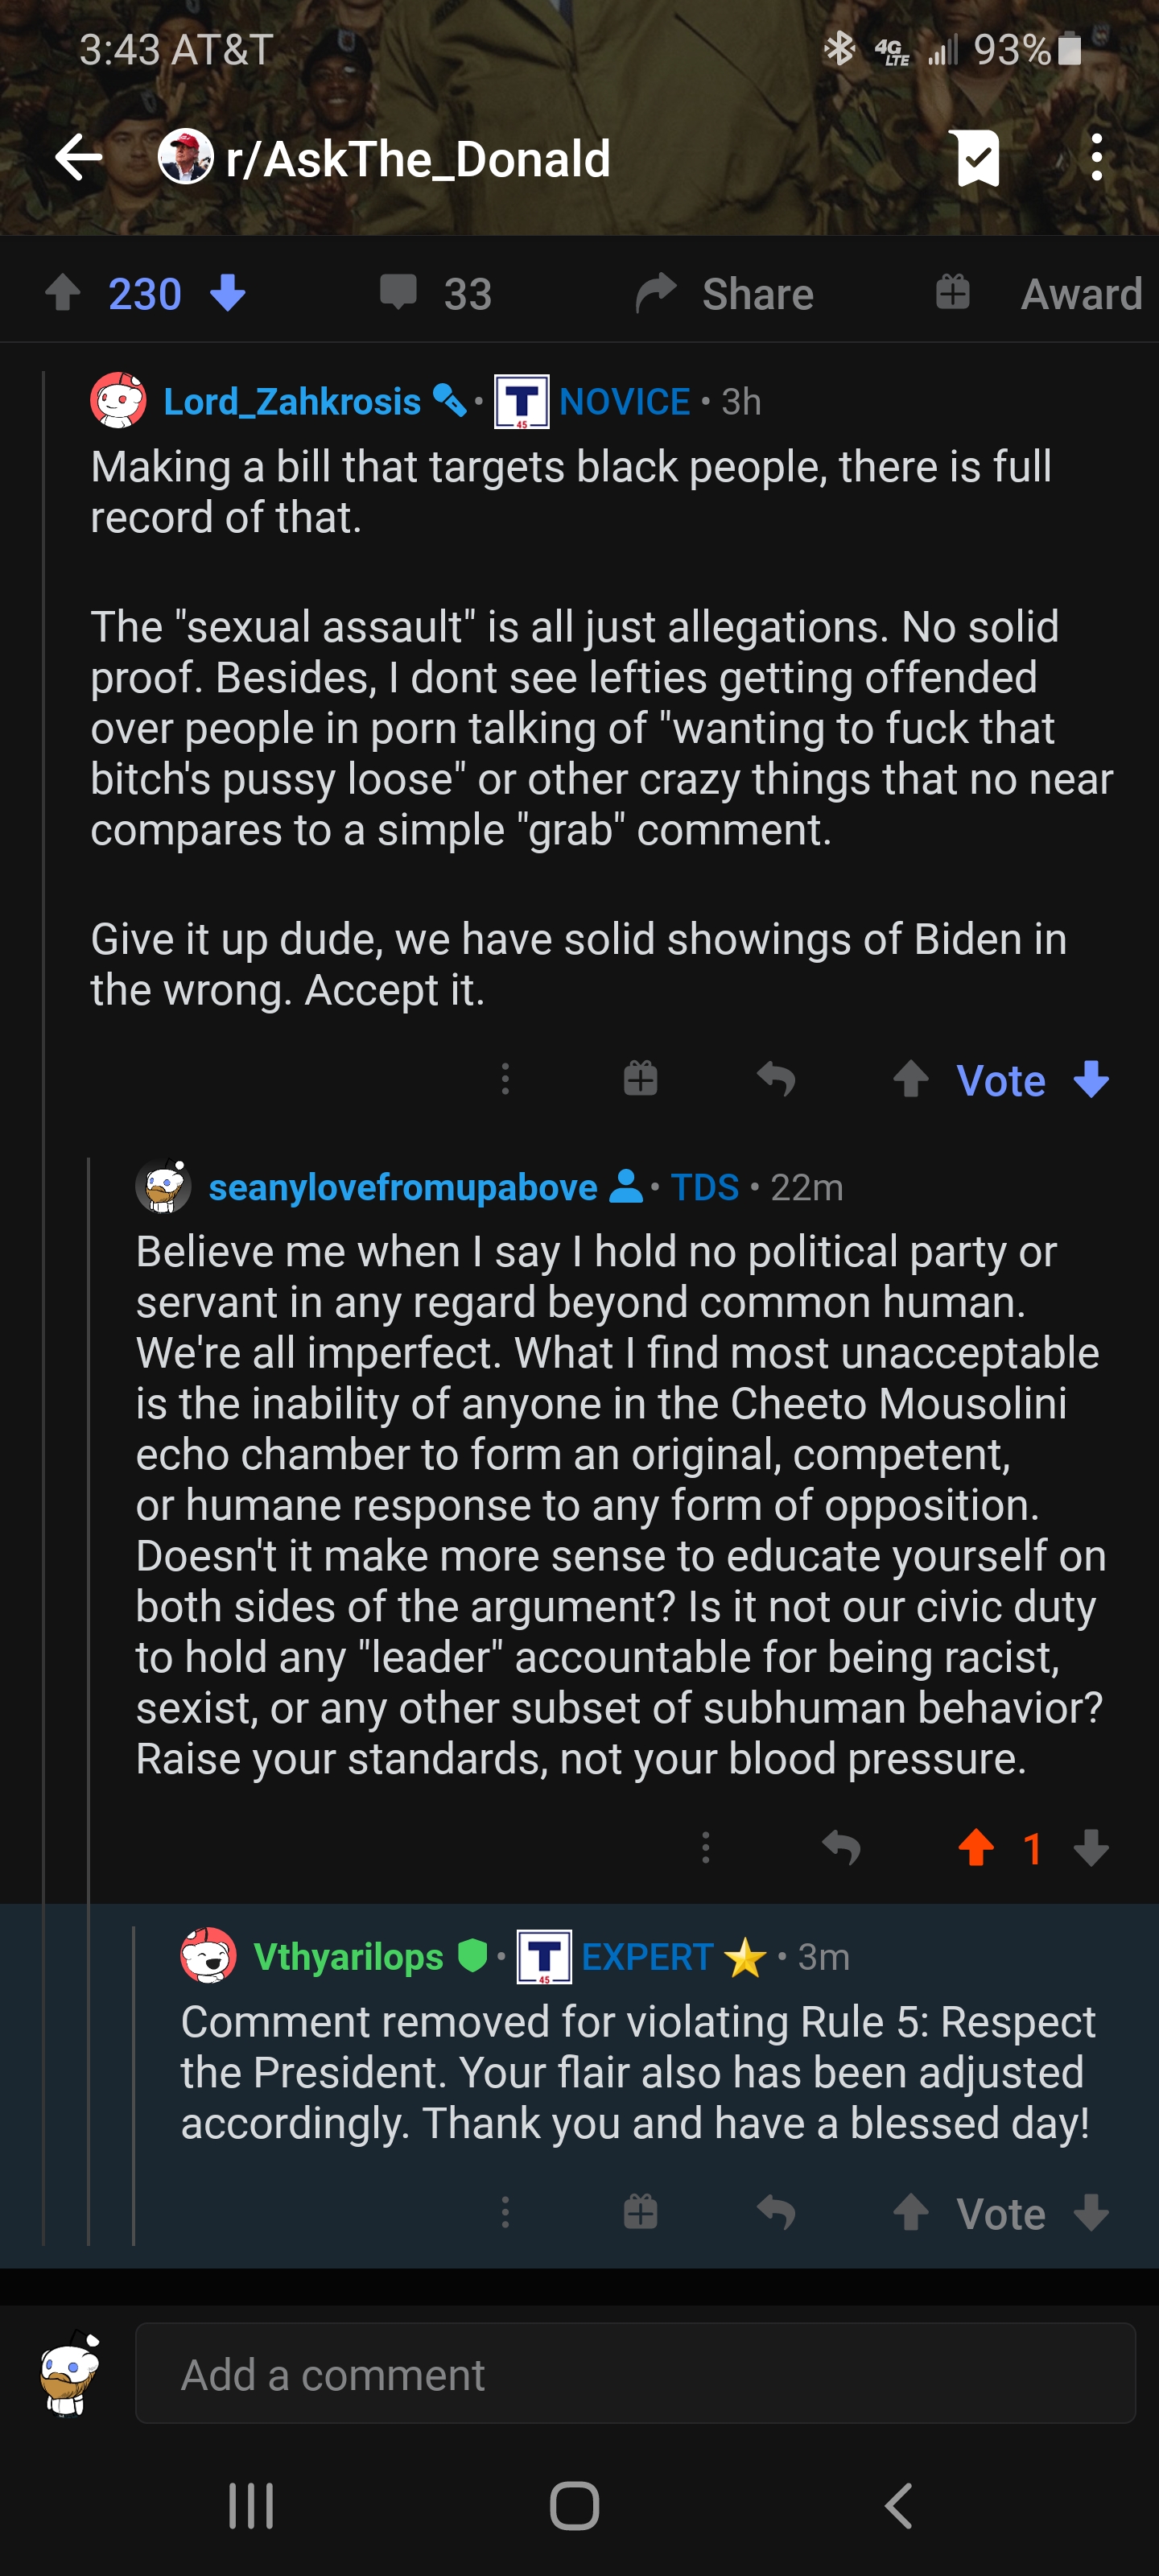 3:43 AT&T 4G LTE 93%
r/AskThe_Donald
230 33 Share Award
Lord_Zahkrosis • T 45 NOVICE • 3h
Making a bill that targets black people, there is full
record of that.
The "sexual assault" is all just allegations. No solid
proof. Besides, I dont see lefties getting offended
over people in porn talking of "wanting to fuck that
bitch's pussy loose" or other crazy things that no near
compares to a simple "grab" comment.
Give it up dude, we have solid showings of Biden in
the wrong. Accept it.
Vote
seanylovefromupabove • TDS • 22m
Believe me when I say I hold no political party or
servant in any regard beyond common human.
We're all imperfect. What I find most unacceptable
is the inability of anyone in the Cheeto Mousolini
echo chamber to form an original, competent,
or humane response to any form of opposition.
Doesn't it make more sense to educate yourself on
both sides of the argument? Is it not our civic duty
to hold any "leader" accountable for being racist,
sexist, or any other subset of subhuman behavior?
Raise your standards, not your blood pressure.
1
Vthyarilops • T 45 EXPERT ⭐ • 3m
Comment removed for violating Rule 5: Respect
the President. Your flair also has been adjusted
accordingly. Thank you and have a blessed day!
Vote
Add a comment